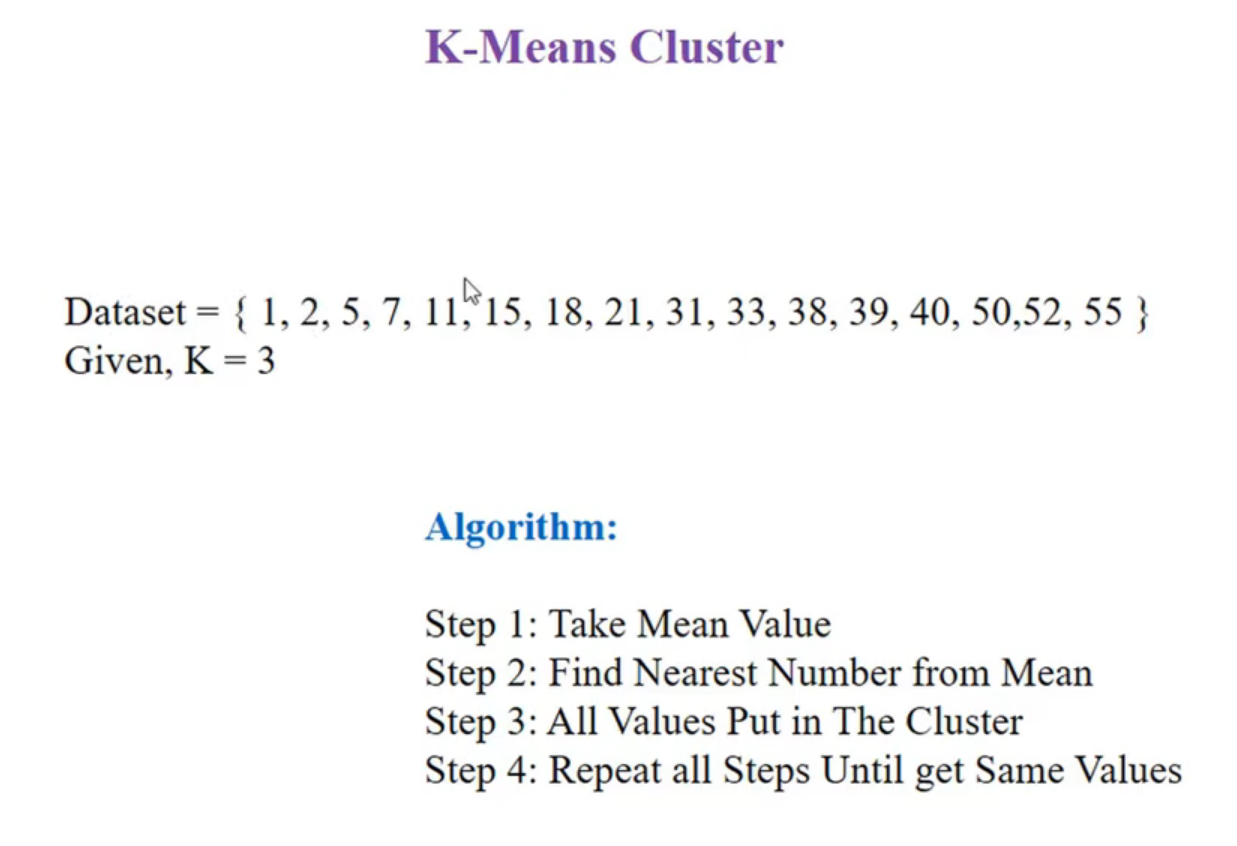 K-Means Cluster
Dataset = { 1, 2, 5, 7, 11, 15, 18, 21, 31, 33, 38, 39, 40, 50,52, 55 }
Given, K = 3
Algorithm:
Step 1: Take Mean Value
Step 2: Find Nearest Number from Mean
Step 3: All Values Put in The Cluster
Step 4: Repeat all Steps Until get Same Values